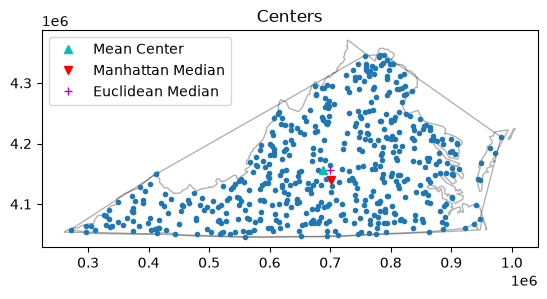 Centers
1e6
Mean Center
Manhattan Median
Euclidean Median
4.3
4.2
4.1
0.3 0.4 0.5 0.6 0.7 0.8 0.9 1.0
1e6